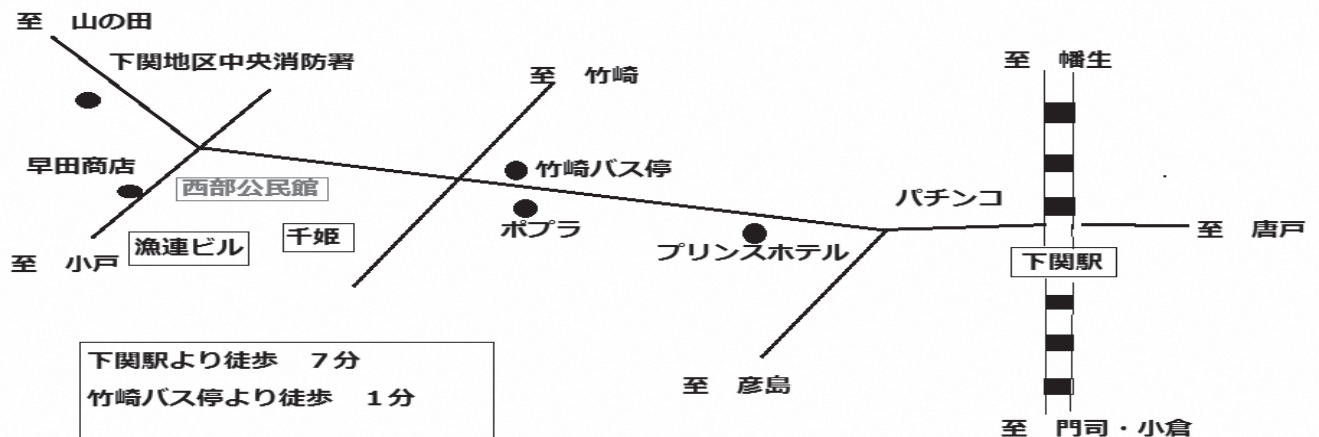 至　山の田
下関地区中央消防署
至　竹崎
至　幡生
早田商店
西部公民館
竹崎バス停
パチンコ
漁連ビル
千姫
ポプラ
プリンスホテル
至　唐戸
至　小戸
下関駅
下関駅より徒歩　７分
竹崎バス停より徒歩　１分
至　彦島
至　門司・小倉